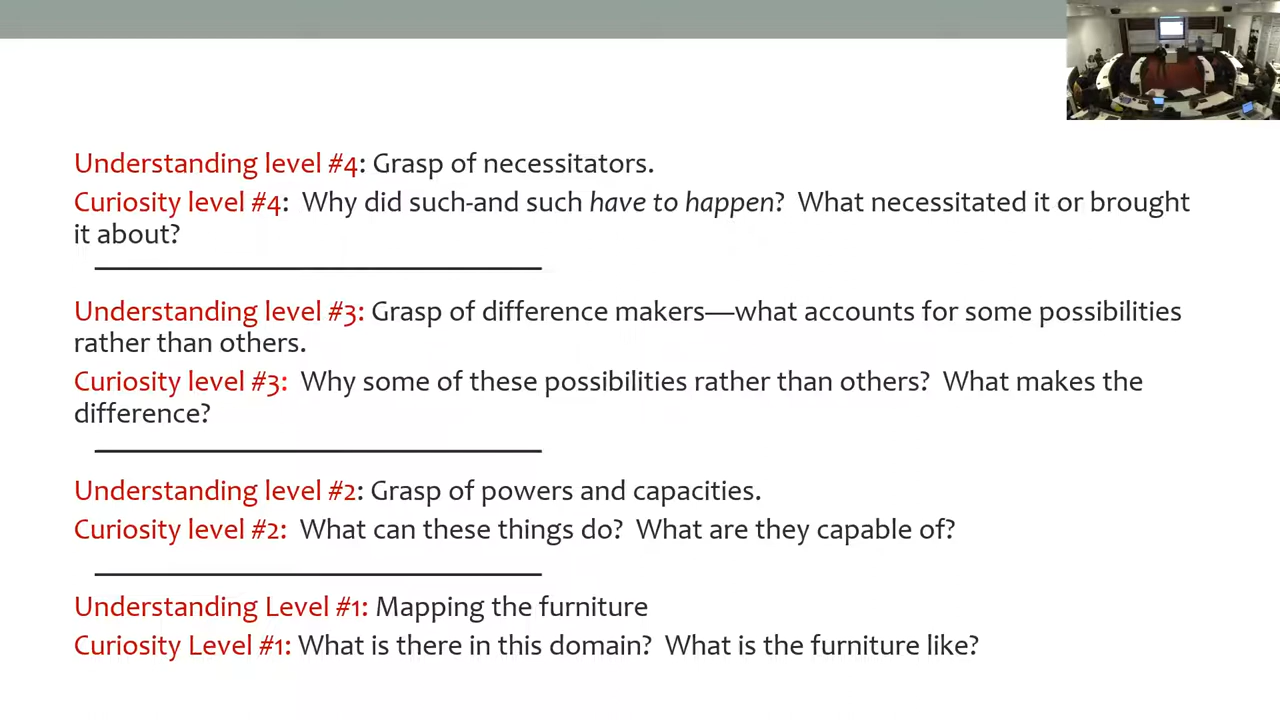 Understanding level #4: Grasp of necessitators.
Curiosity level #4:  Why did such-and such have to happen?  What necessitated it or brought
it about?
Understanding level #3: Grasp of difference makers—what accounts for some possibilities
rather than others.
Curiosity level #3:  Why some of these possibilities rather than others?  What makes the
difference?
Understanding level #2: Grasp of powers and capacities.
Curiosity level #2:  What can these things do?  What are they capable of?
Understanding Level #1: Mapping the furniture
Curiosity Level #1: What is there in this domain?  What is the furniture like?